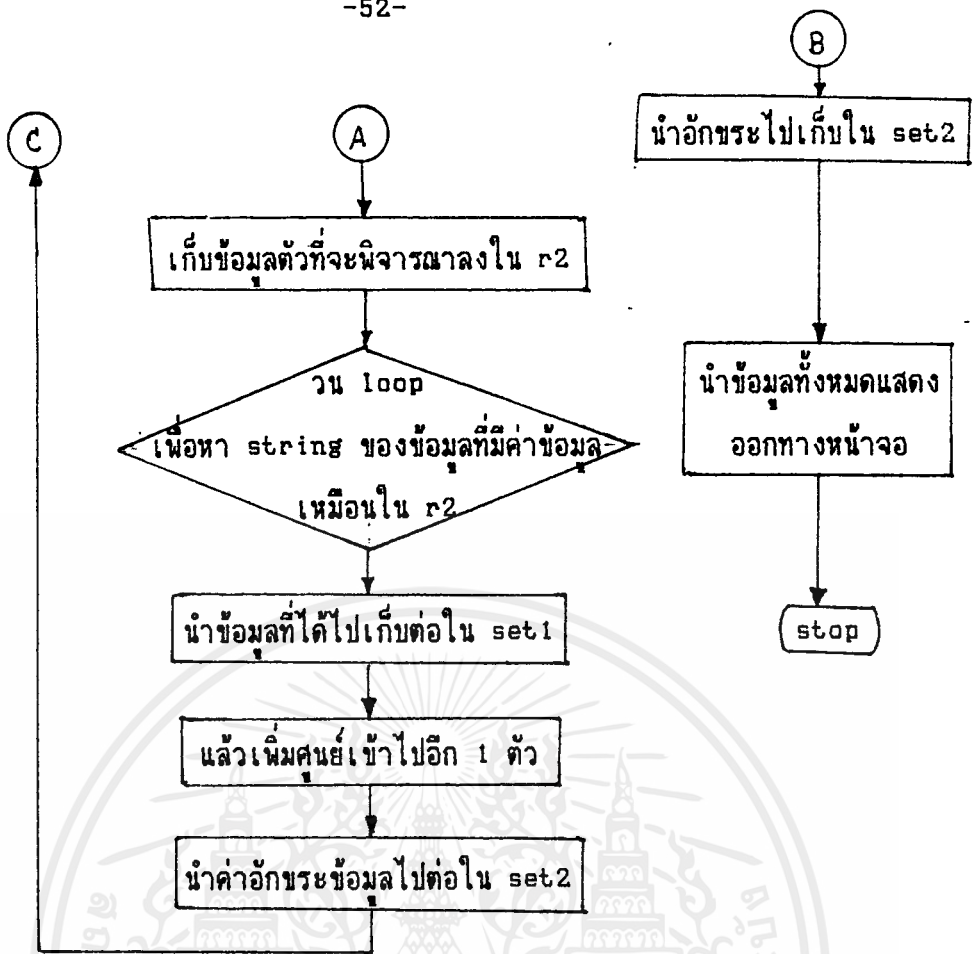 -52-
B
นำอักขระไปเก็บใน set2
C
A
เก็บข้อมูลตัวที่จะพิจารณาลงใน r2
นำข้อมูลทั้งหมดแสดง
ออกทางหน้าจอ
วน loop
เพื่อหา string ของข้อมูลที่มีค่าข้อมูล
เหมือนใน r2
นำข้อมูลที่ได้ไปเก็บต่อใน set1
stop
แล้วเพิ่มศูนย์เข้าไปอีก 1 ตัว
นำค่าอักขระข้อมูลไปต่อใน set2